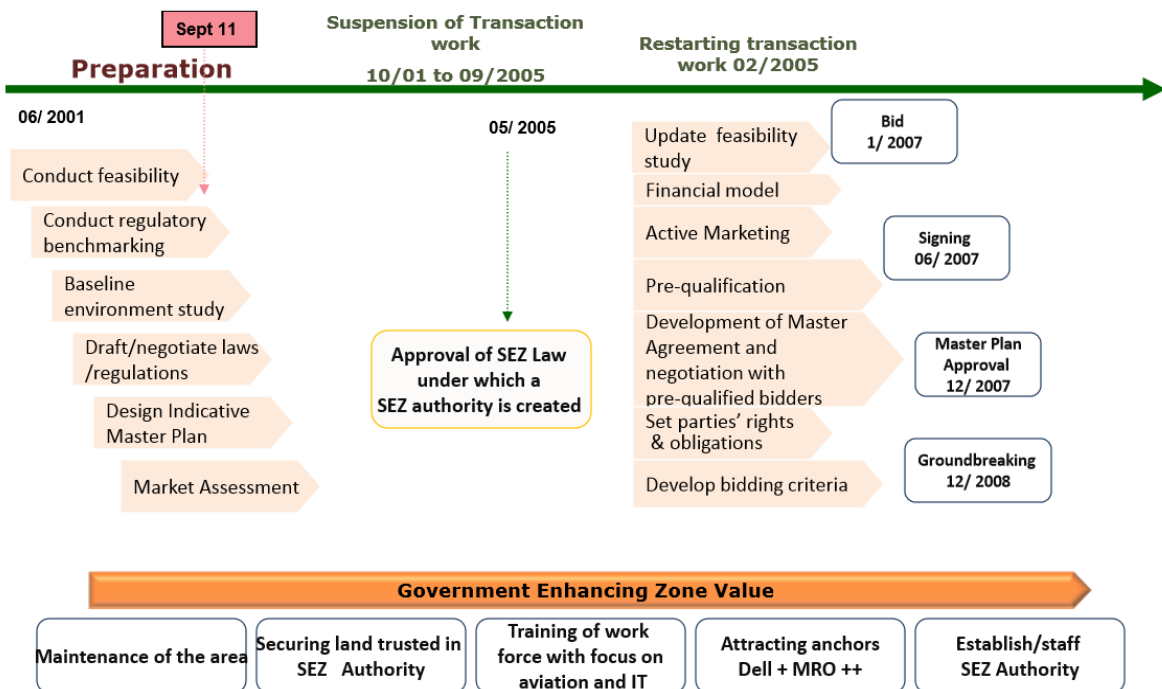 Sept 11
Preparation
Suspension of Transaction
work
10/01 to 09/2005
Restarting transaction
work 02/2005
06/ 2001
Conduct feasibility
Conduct regulatory
benchmarking
Baseline
environment study
Draft/negotiate laws
/regulations
Design Indicative
Master Plan
Market Assessment
05/ 2005
Approval of SEZ Law
under which a
SEZ authority is created
Update feasibility
study
Financial model
Active Marketing
Pre-qualification
Development of Master
Agreement and
negotiation with
pre-qualified bidders
Set parties' rights
& obligations
Develop bidding criteria
Bid
1/ 2007
Signing
06/ 2007
Master Plan
Approval
12/ 2007
Groundbreaking
12/ 2008
Government Enhancing Zone Value
Maintenance of the area
Securing land trusted in
SEZ Authority
Training of work
force with focus on
aviation and IT
Attracting anchors
Dell + MRO ++
Establish/staff
SEZ Authority